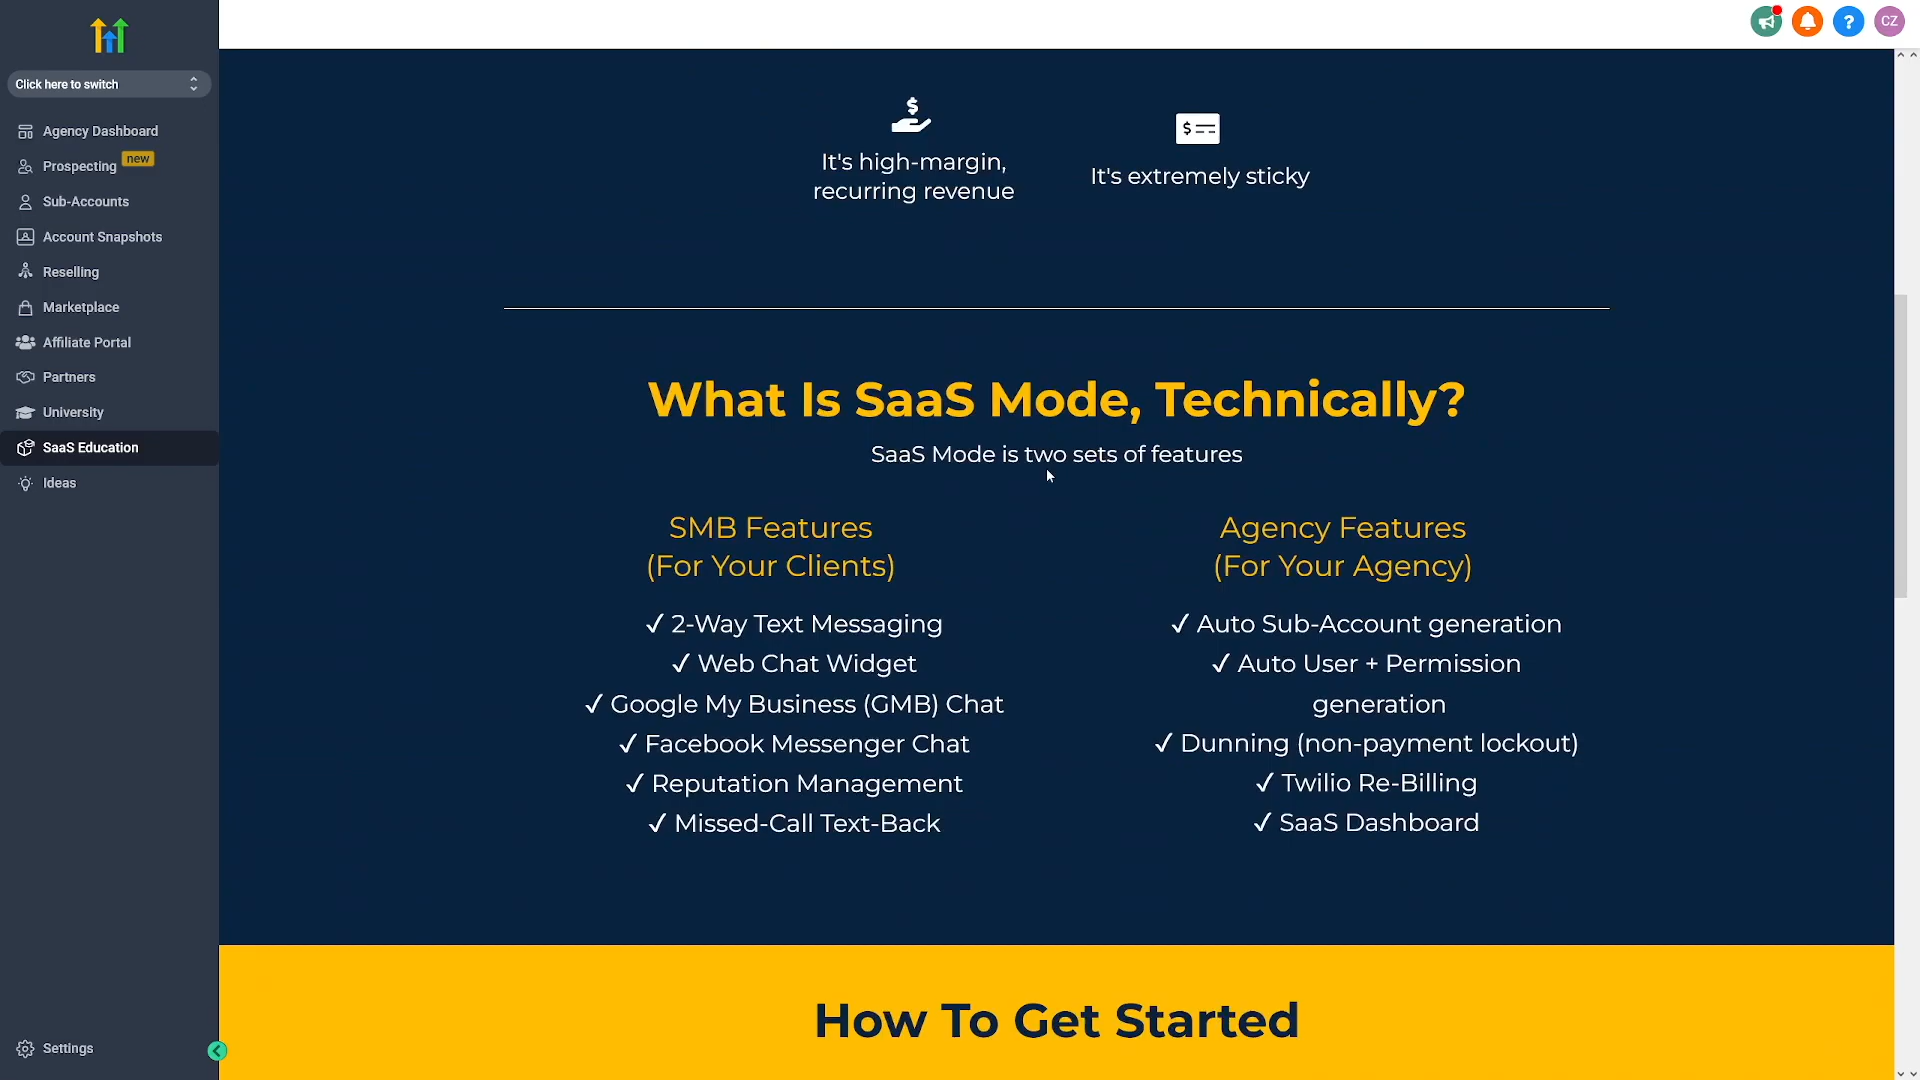 Click here to switch
Agency Dashboard
Prospecting new
Sub-Accounts
Account Snapshots
Reselling
Marketplace
Affiliate Portal
Partners
University
SaaS Education
Ideas
Settings
?
CZ
$
It's high-margin,
recurring revenue
$
It's extremely sticky
What Is SaaS Mode, Technically?
SaaS Mode is two sets of features
SMB Features
(For Your Clients)
✓ 2-Way Text Messaging
✓ Web Chat Widget
✓ Google My Business (GMB) Chat
✓ Facebook Messenger Chat
✓ Reputation Management
✓ Missed-Call Text-Back
Agency Features
(For Your Agency)
✓ Auto Sub-Account generation
✓ Auto User + Permission
generation
✓ Dunning (non-payment lockout)
✓ Twilio Re-Billing
✓ SaaS Dashboard
How To Get Started